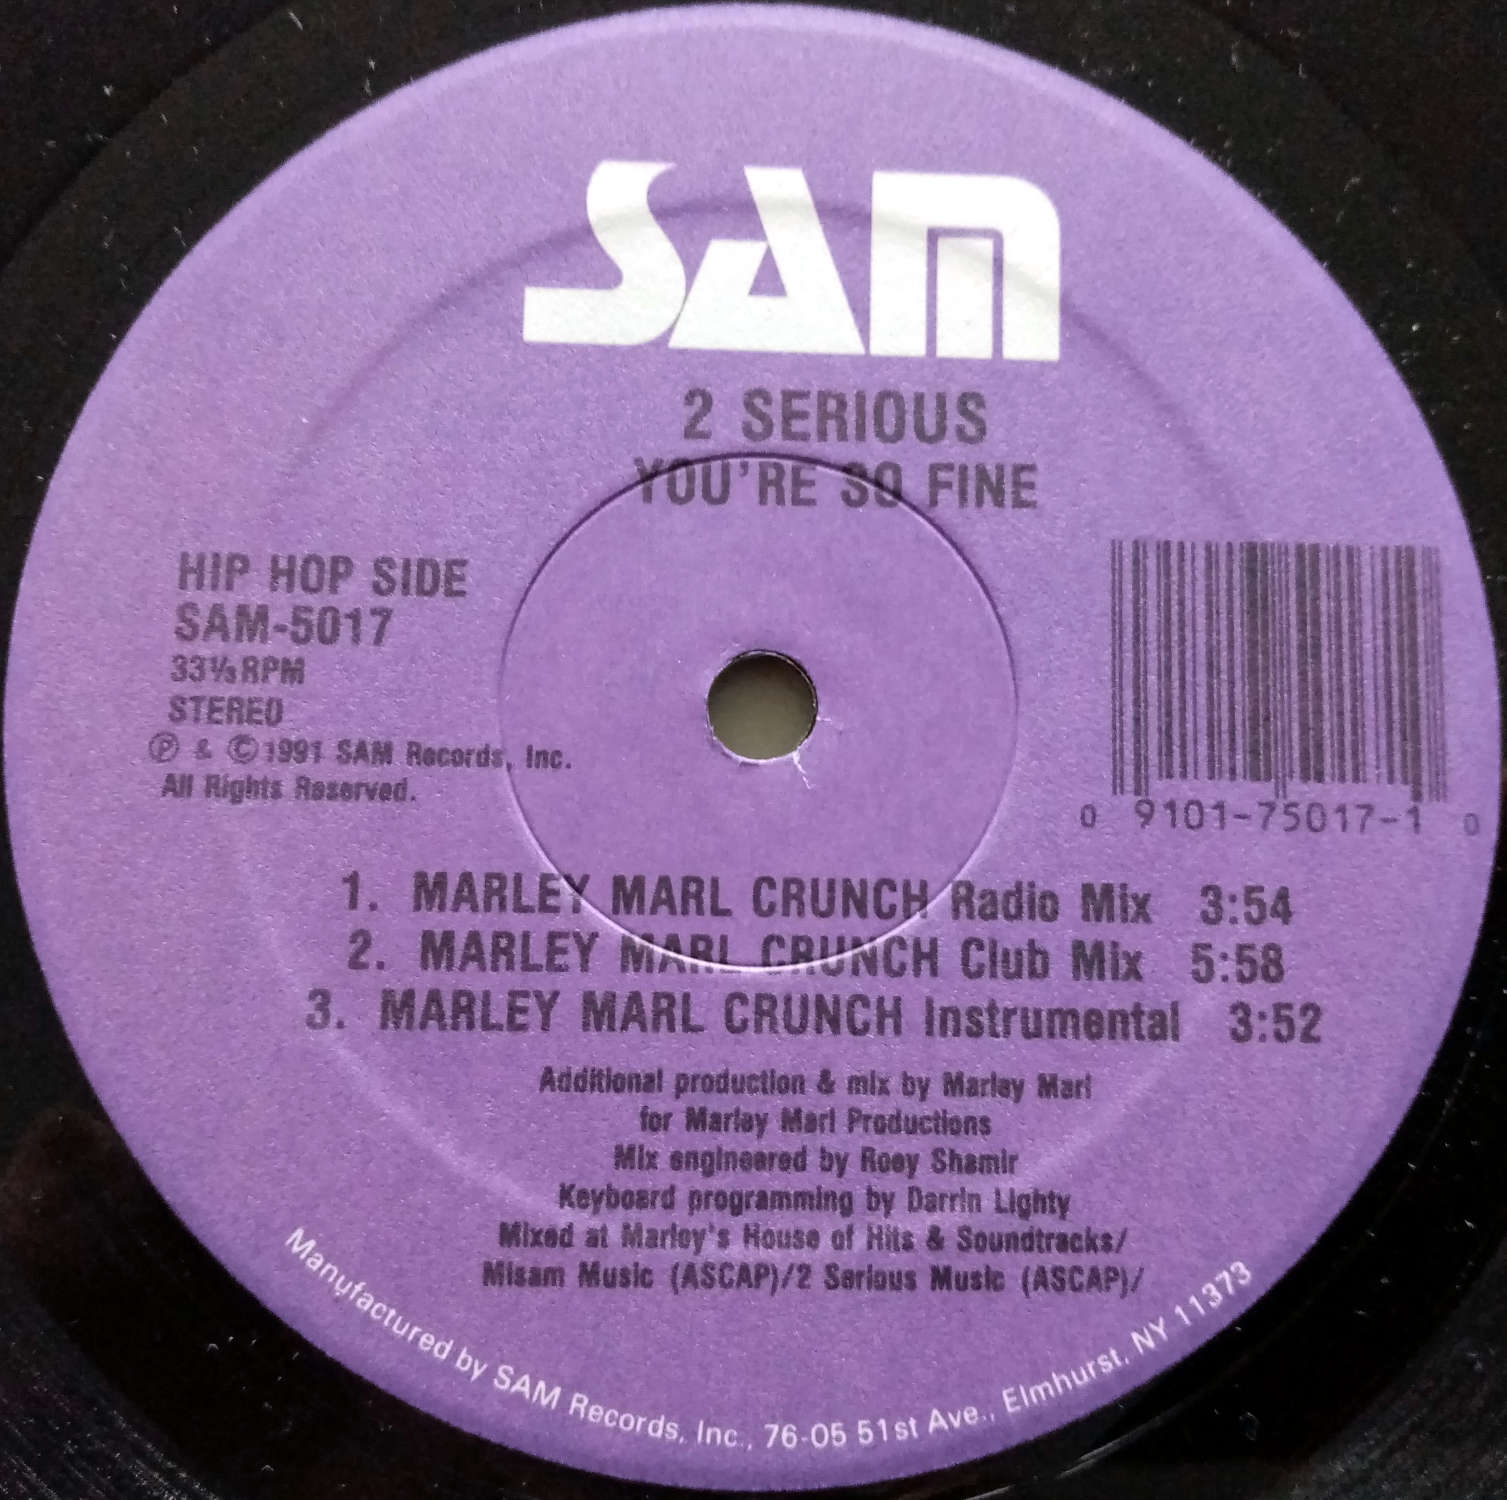 SAM
2 SERIOUS
YOU'RE SO FINE
HIP HOP SIDE
SAM-5017
33⅓ RPM
STEREO
Ⓟ & © 1991 SAM Records, Inc.
All Rights Reserved.
0 9101-75017-1 0
1. MARLEY MARL CRUNCH Radio Mix 3:54
2. MARLEY MARL CRUNCH Club Mix 5:58
3. MARLEY MARL CRUNCH Instrumental 3:52
Additional production & mix by Marley Marl
for Marley Marl Productions
Mix engineered by Roey Shamir
Keyboard programming by Darrin Lighty
Mixed at Marley's House of Hits & Soundtracks/
Misam Music (ASCAP)/2 Serious Music (ASCAP)/
Manufactured by SAM Records, Inc., 76-05 51st Ave., Elmhurst, NY 11373